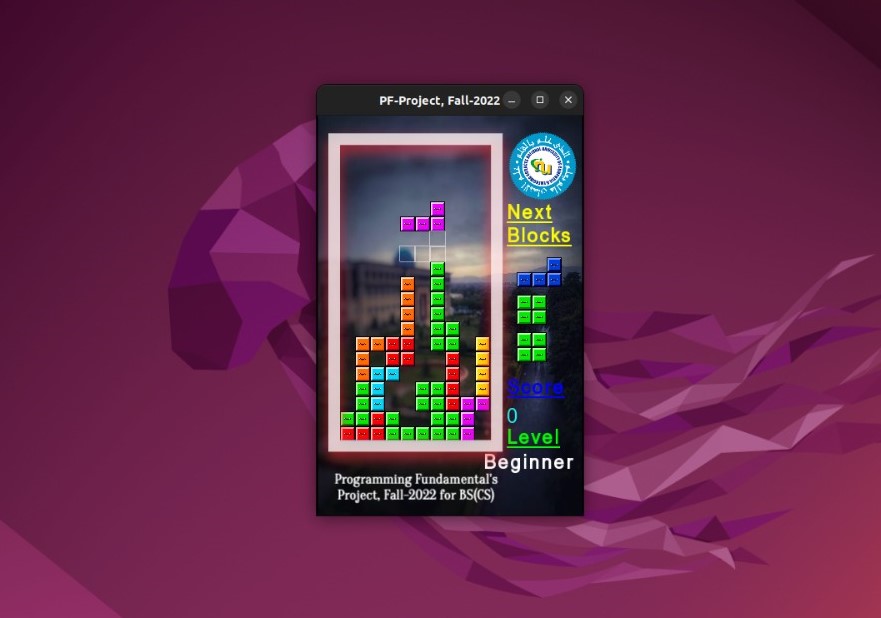 PF-Project, Fall-2022
Next
Blocks
Score
0
Level
Beginner
Programming Fundamental's
Project, Fall-2022 for BS(CS)